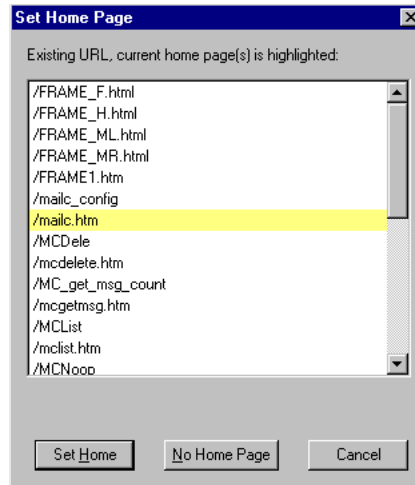 Set Home Page
Existing URL, current home page(s) is highlighted:
/FRAME_F.html
/FRAME_H.html
/FRAME_ML.html
/FRAME_MR.html
/FRAME1.htm
/mailc_config
/mailc.htm
/MCDele
/mcdelete.htm
/MC_get_msg_count
/mcgetmsg.htm
/MCList
/mclist.htm
/MCNoop
Set Home
No Home Page
Cancel